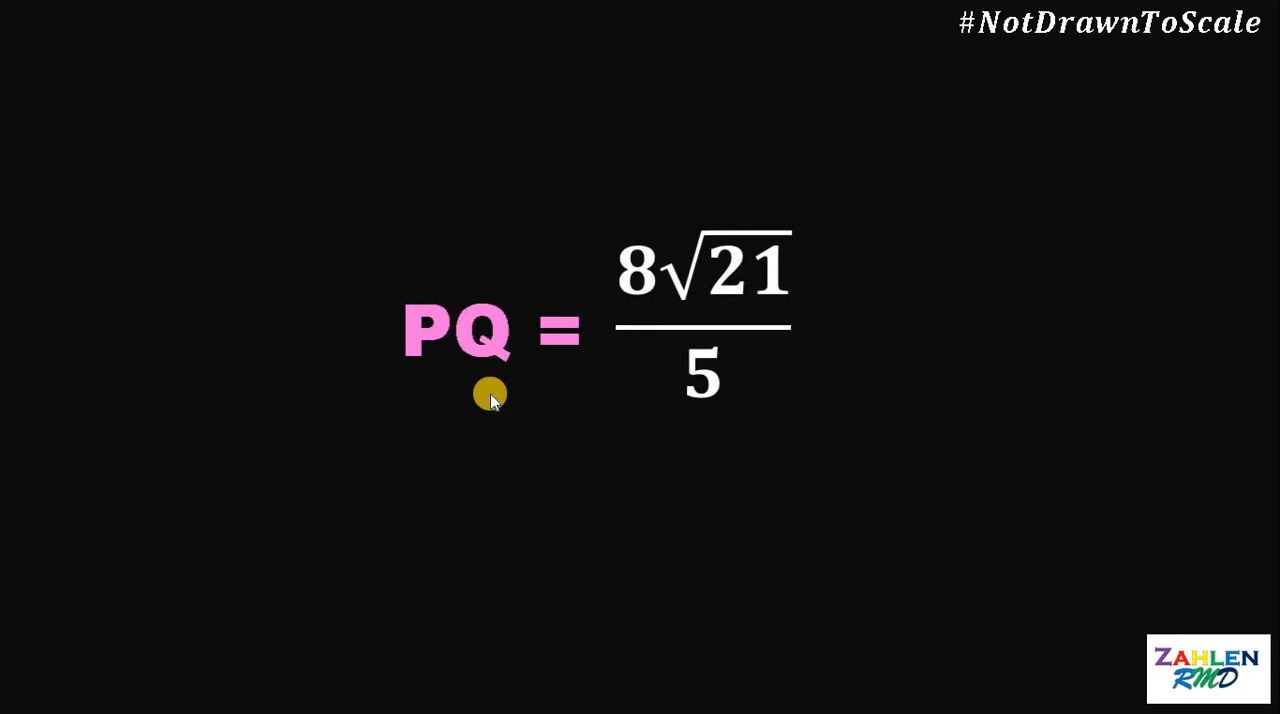 #NotDrawnToScale
PQ = 8√21/5
ZAHLEN
RMD